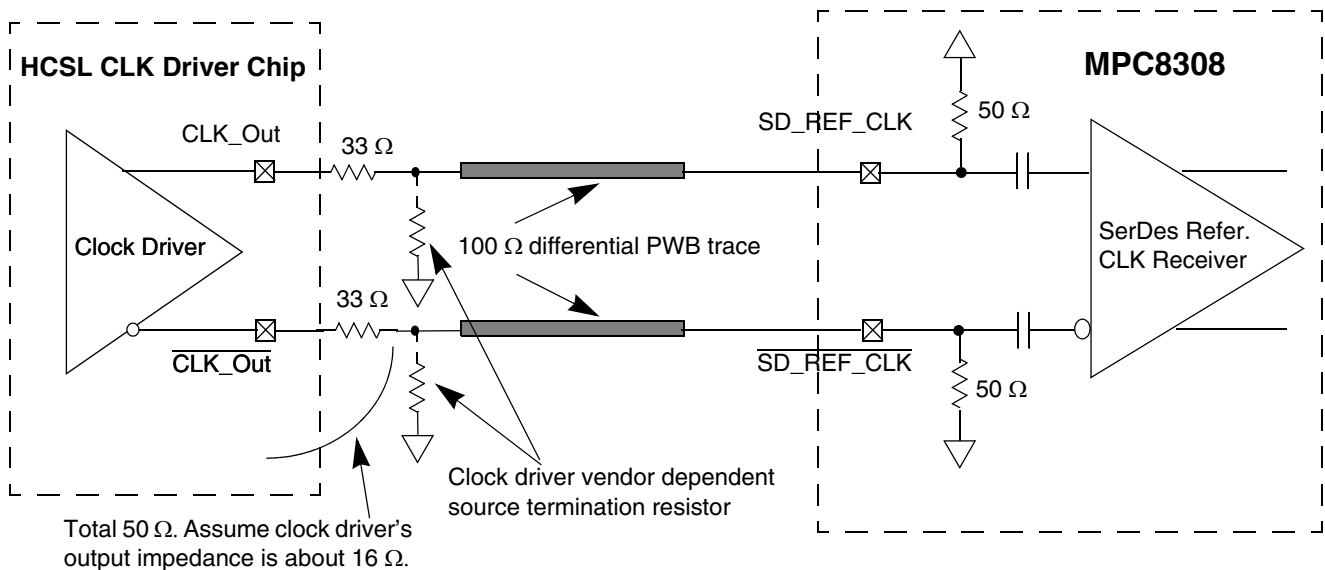 HCSL CLK Driver Chip
MPC8308
CLK_Out
33 Ω
SD_REF_CLK
50 Ω
Clock Driver
100 Ω differential PWB trace
SerDes Refer.
CLK Receiver
33 Ω
CLK_Out
SD_REF_CLK
50 Ω
Clock driver vendor dependent
source termination resistor
Total 50 Ω. Assume clock driver's
output impedance is about 16 Ω.